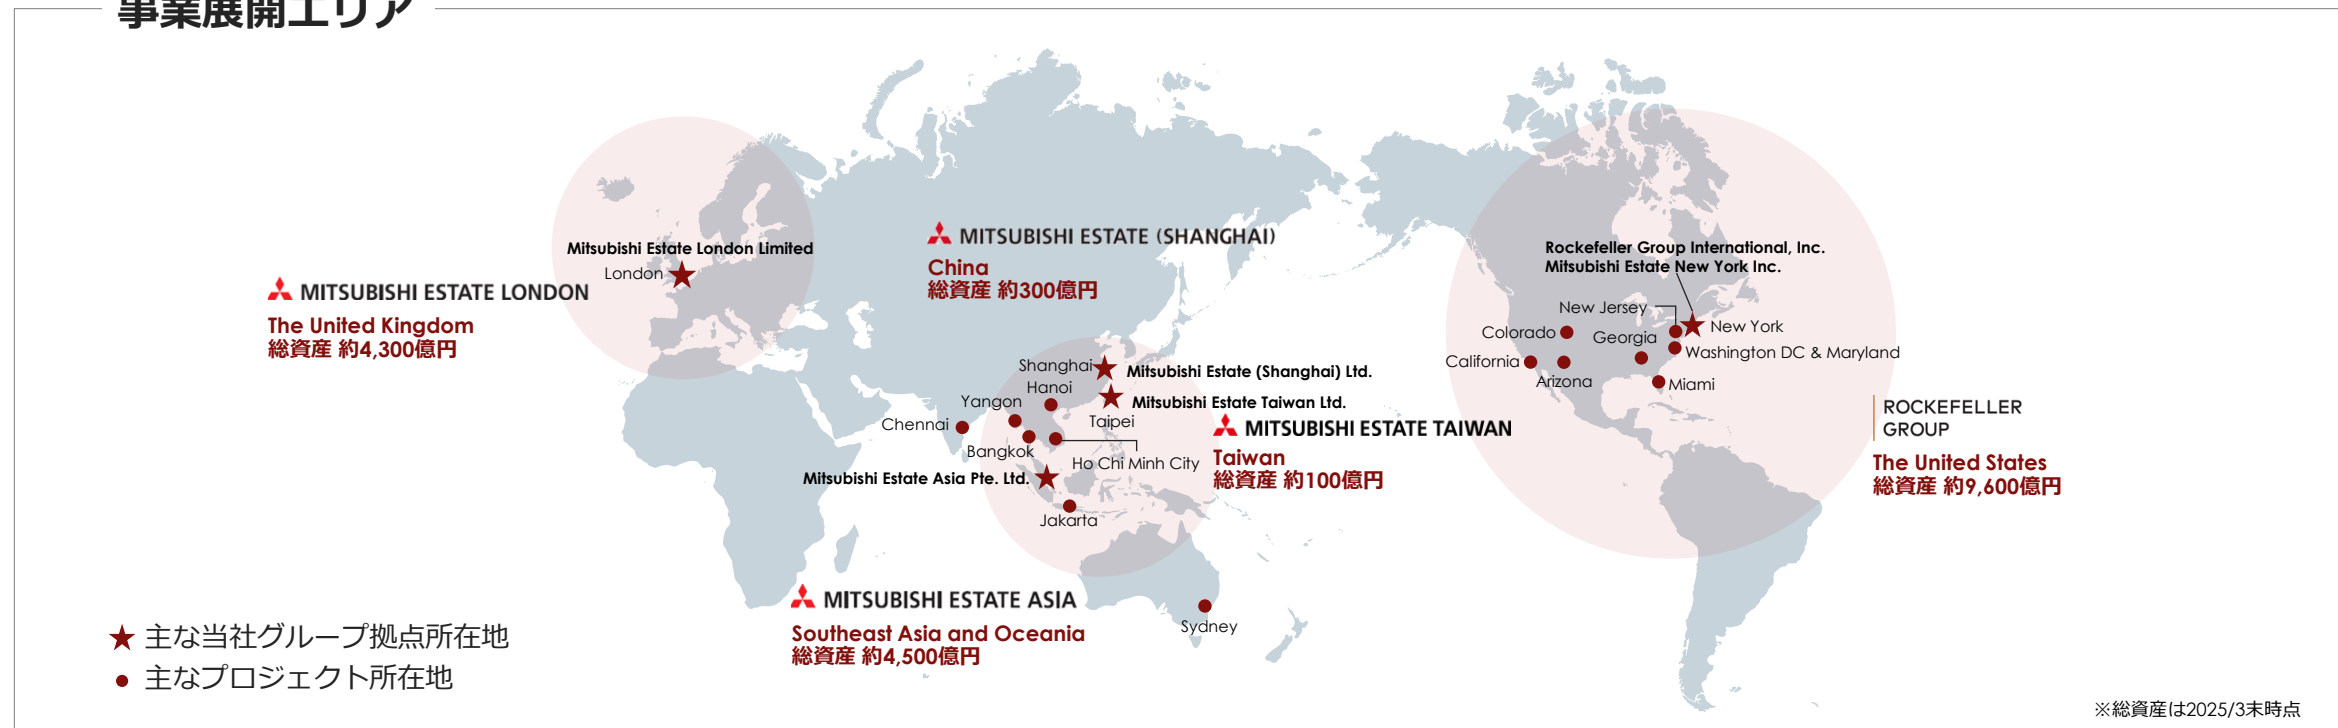 事業展開エリア
Mitsubishi Estate London Limited
London
MITSUBISHI ESTATE LONDON
The United Kingdom
総資産 約4,300億円
MITSUBISHI ESTATE (SHANGHAI)
China
総資産 約300億円
Shanghai
Mitsubishi Estate (Shanghai) Ltd.
Hanoi
Yangon
Mitsubishi Estate Taiwan Ltd.
Taipei
Chennai
Bangkok
Ho Chi Minh City
MITSUBISHI ESTATE TAIWAN
Taiwan
総資産 約100億円
Mitsubishi Estate Asia Pte. Ltd.
Jakarta
MITSUBISHI ESTATE ASIA
Southeast Asia and Oceania
総資産 約4,500億円
Sydney
Rockefeller Group International, Inc.
Mitsubishi Estate New York Inc.
New Jersey
New York
Colorado
Georgia
Washington DC & Maryland
California
Arizona
Miami
ROCKEFELLER
GROUP
The United States
総資産 約9,600億円
★ 主な当社グループ拠点所在地
● 主なプロジェクト所在地
※総資産は2025/3末時点